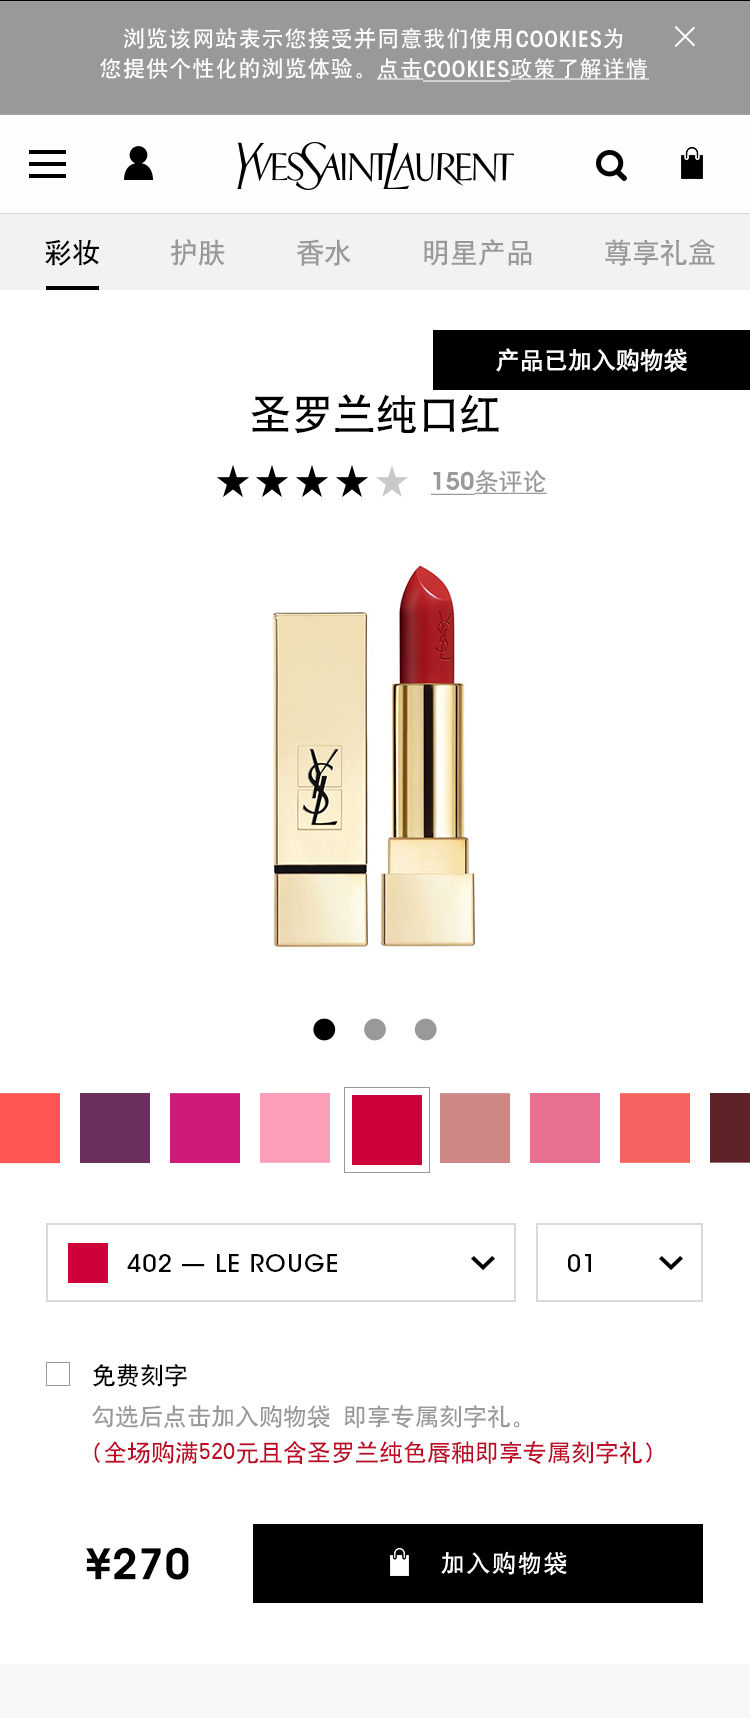 浏览该网站表示您接受并同意我们使用COOKIES为
您提供个性化的浏览体验。点击COOKIES政策了解详情
YVESSAINTLAURENT
彩妆 护肤 香水 明星产品 尊享礼盒
产品已加入购物袋
圣罗兰纯口红
150条评论
YSL
402 — LE ROUGE
01
免费刻字
勾选后点击加入购物袋 即享专属刻字礼。
（全场购满520元且含圣罗兰纯色唇釉即享专属刻字礼）
¥270
加入购物袋